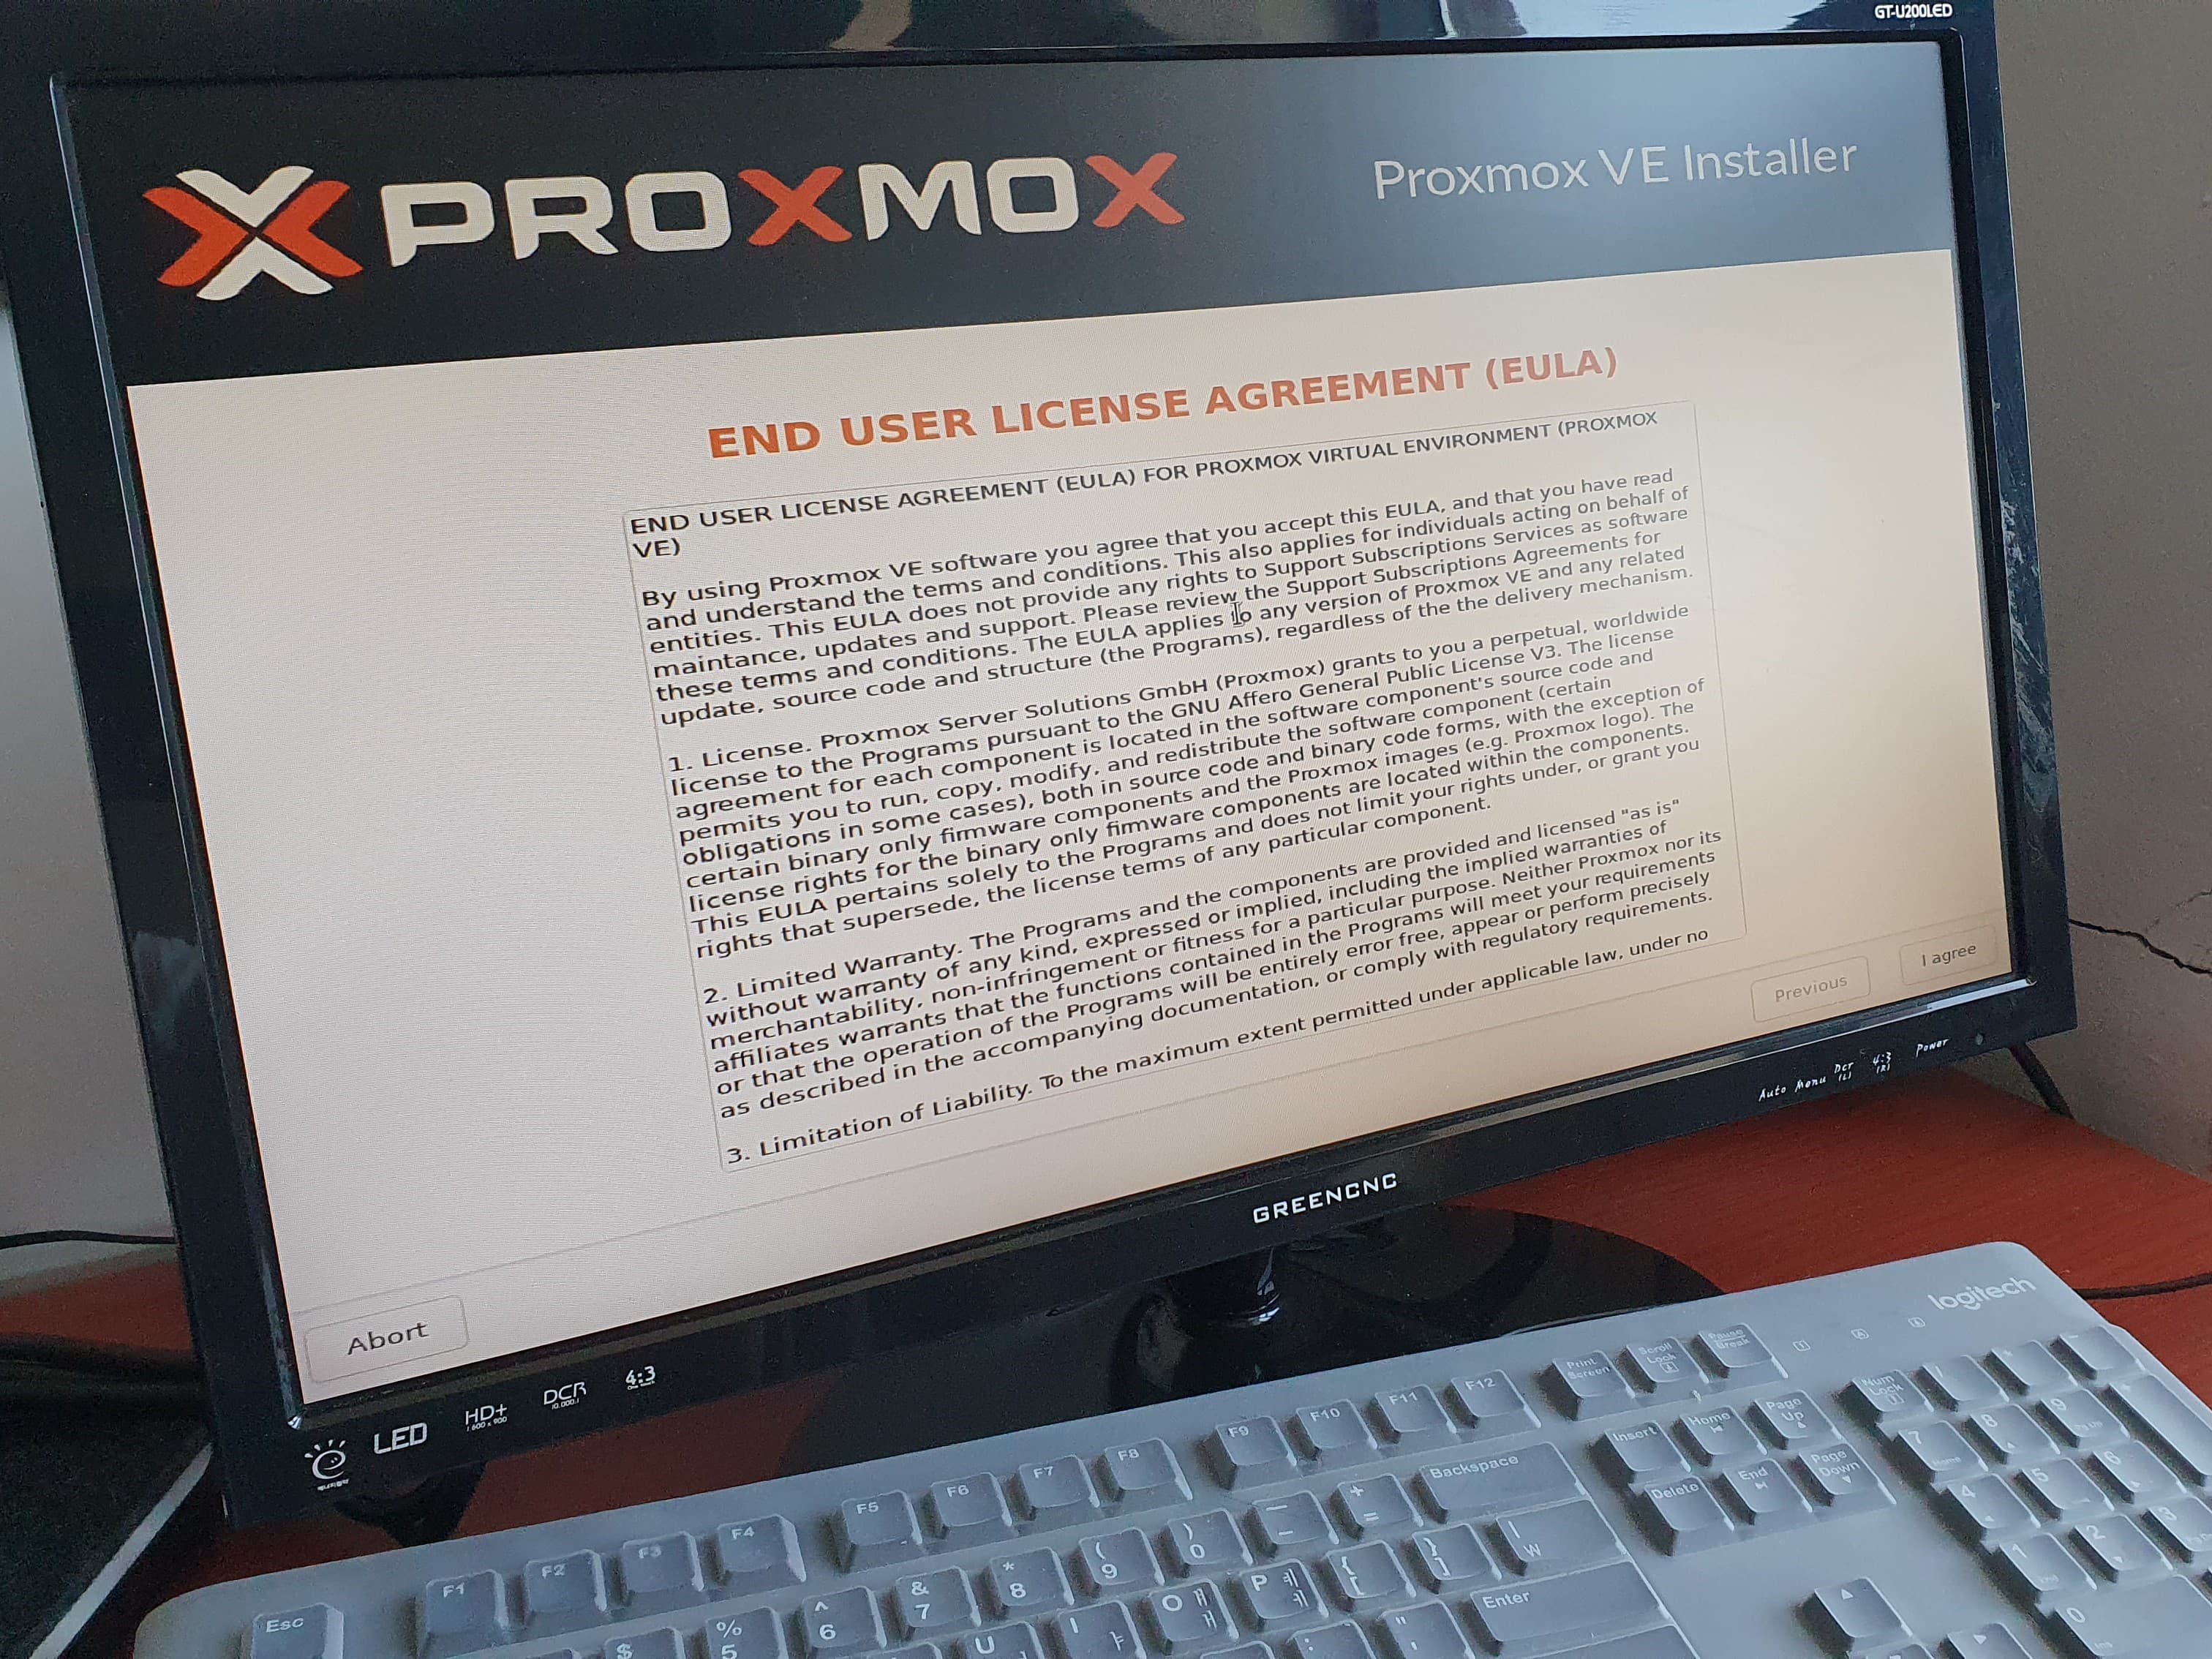 GT-U200LED
PROXMOX
Proxmox VE Installer
END USER LICENSE AGREEMENT (EULA)
END USER LICENSE AGREEMENT (EULA) FOR PROXMOX VIRTUAL ENVIRONMENT (PROXMOX
VE)
By using Proxmox VE software you agree that you accept this EULA, and that you have read
and understand the terms and conditions. This also applies for individuals acting on behalf of
entities. This EULA does not provide any rights to Support Subscriptions Services as software
maintance, updates and support. Please review the Support Subscriptions Agreements for
these terms and conditions. The EULA applies to any version of Proxmox VE and any related
update, source code and structure (the Programs), regardless of the the delivery mechanism.
1. License. Proxmox Server Solutions GmbH (Proxmox) grants to you a perpetual, worldwide
license to the Programs pursuant to the GNU Affero General Public License V3. The license
agreement for each component is located in the software component's source code and
permits you to run, copy, modify, and redistribute the software component (certain
obligations in some cases), both in source code and binary code forms, with the exception of
certain binary only firmware components and the Proxmox images (e.g. Proxmox logo). The
license rights for the binary only firmware components are located within the components.
This EULA pertains solely to the Programs and does not limit your rights under, or grant you
rights that supersede, the license terms of any particular component.
2. Limited Warranty. The Programs and the components are provided and licensed "as is"
without warranty of any kind, expressed or implied, including the implied warranties of
merchantability, non-infringement or fitness for a particular purpose. Neither Proxmox nor its
affiliates warrants that the functions contained in the Programs will meet your requirements
or that the operation of the Programs will be entirely error free, appear or perform precisely
as described in the accompanying documentation, or comply with regulatory requirements.
3. Limitation of Liability. To the maximum extent permitted under applicable law, under no
Abort
Previous
I agree
Auto Menu Dcr (L) 4:3 (R) Power
GREENCNC
LED HD+ 1600 x 900 DCR 4:3
logitech
Esc F1 F2 F3 F4 F5 F6 F7 F8 F9 F10 F11 F12 Print Screen Scroll Lock Pause Break
$ % 5 ^ 6 & 7 * 8 ( 9 ) 0 — - + = Backspace Insert Home Page Up Num Lock / *
U I ㅑ O ㅒ ㅐ P ㅖ ㅔ { [ } ] | ₩ Delete End Page Down 7 8 9
: " ' Enter 4 5 6
1 2 3
0